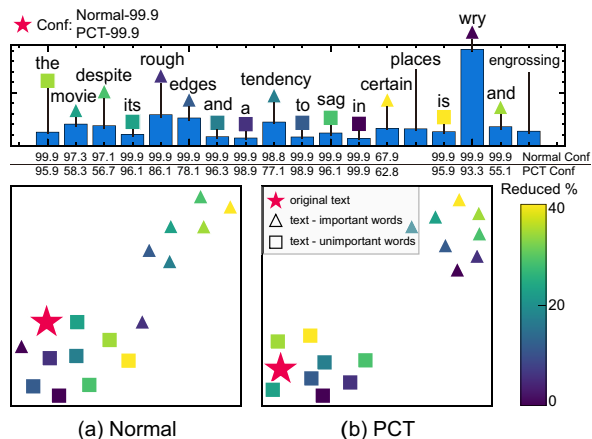 Conf: Normal-99.9
PCT-99.9
the movie despite its rough edges and a tendency to sag in certain places is wry and engrossing
99.9 97.3 97.1 99.9 99.9 99.9 99.9 99.9 98.8 99.9 99.9 99.9 67.9 99.9 99.9 99.9 Normal Conf
95.9 58.3 56.7 96.1 86.1 78.1 96.3 98.9 77.1 98.9 96.1 99.9 62.8 95.9 93.3 55.1 PCT Conf
Reduced %
original text
text - important words
text - unimportant words
40
20
0
(a) Normal
(b) PCT